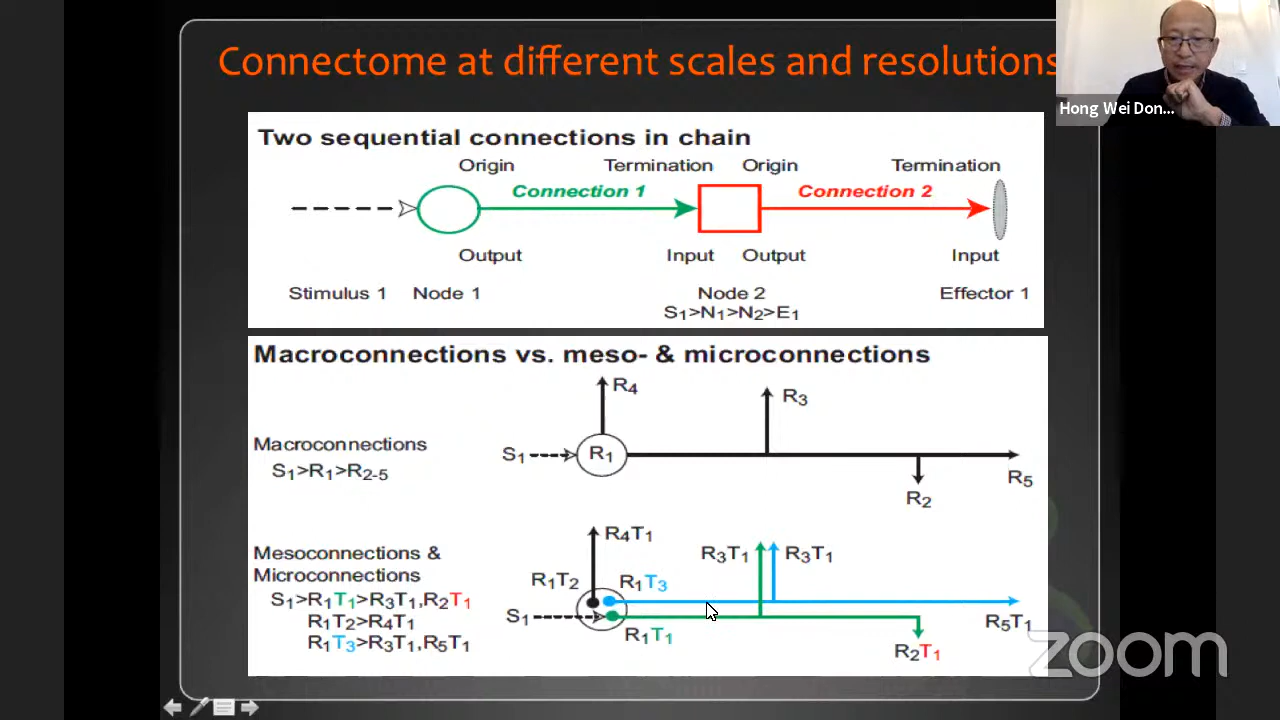 Connectome at different scales and resolutions
Hong Wei Don...
Two sequential connections in chain
Origin Termination Origin Termination
Connection 1 Connection 2
Output Input Output Input
Stimulus 1 Node 1 Node 2 Effector 1
S1>N1>N2>E1
Macroconnections vs. meso- & microconnections
R4
R3
Macroconnections
S1 R1
S1>R1>R2-5
R5
R2
R4T1
Mesoconnections & R3T1 R3T1
Microconnections R1T2 R1T3
S1>R1T1>R3T1,R2T1
S1
R1T2>R4T1 R5T1
R1T1
R1T3>R3T1,R5T1
R2T1
zoom